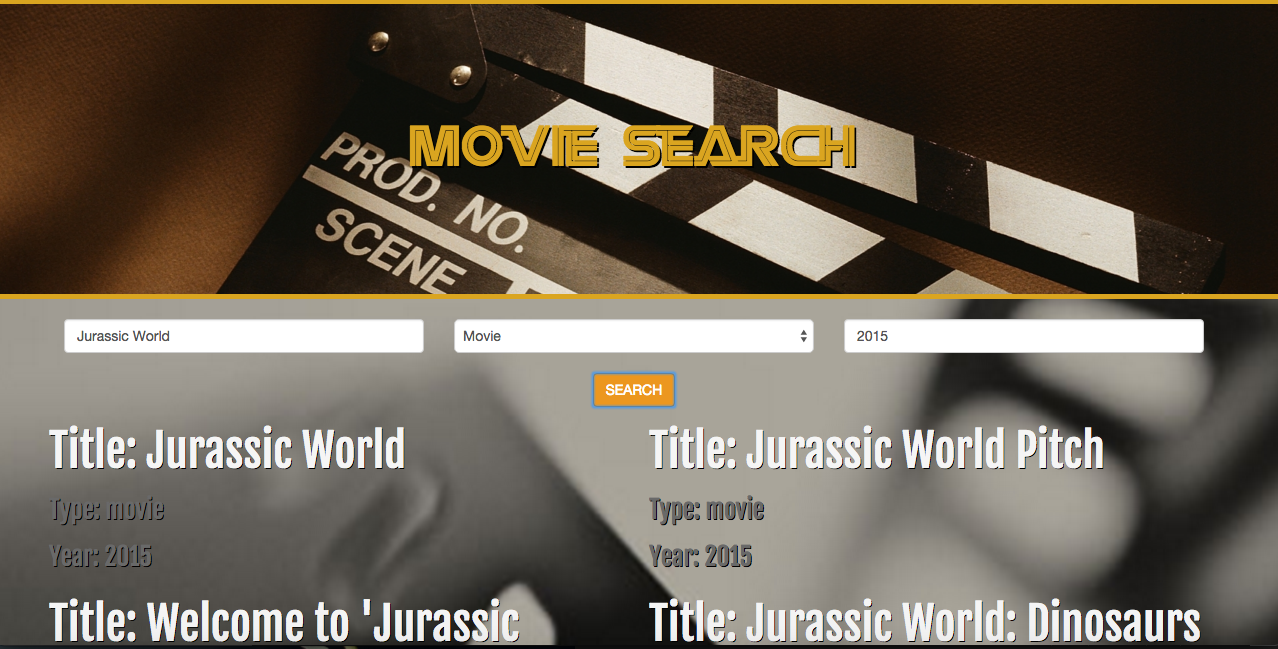 MOVIE SEARCH
PROD. NO.
SCENE
Jurassic World
Movie
2015
SEARCH
Title: Jurassic World
Type: movie
Year: 2015
Title: Jurassic World Pitch
Type: movie
Year: 2015
Title: Welcome to 'Jurassic
Title: Jurassic World: Dinosaurs